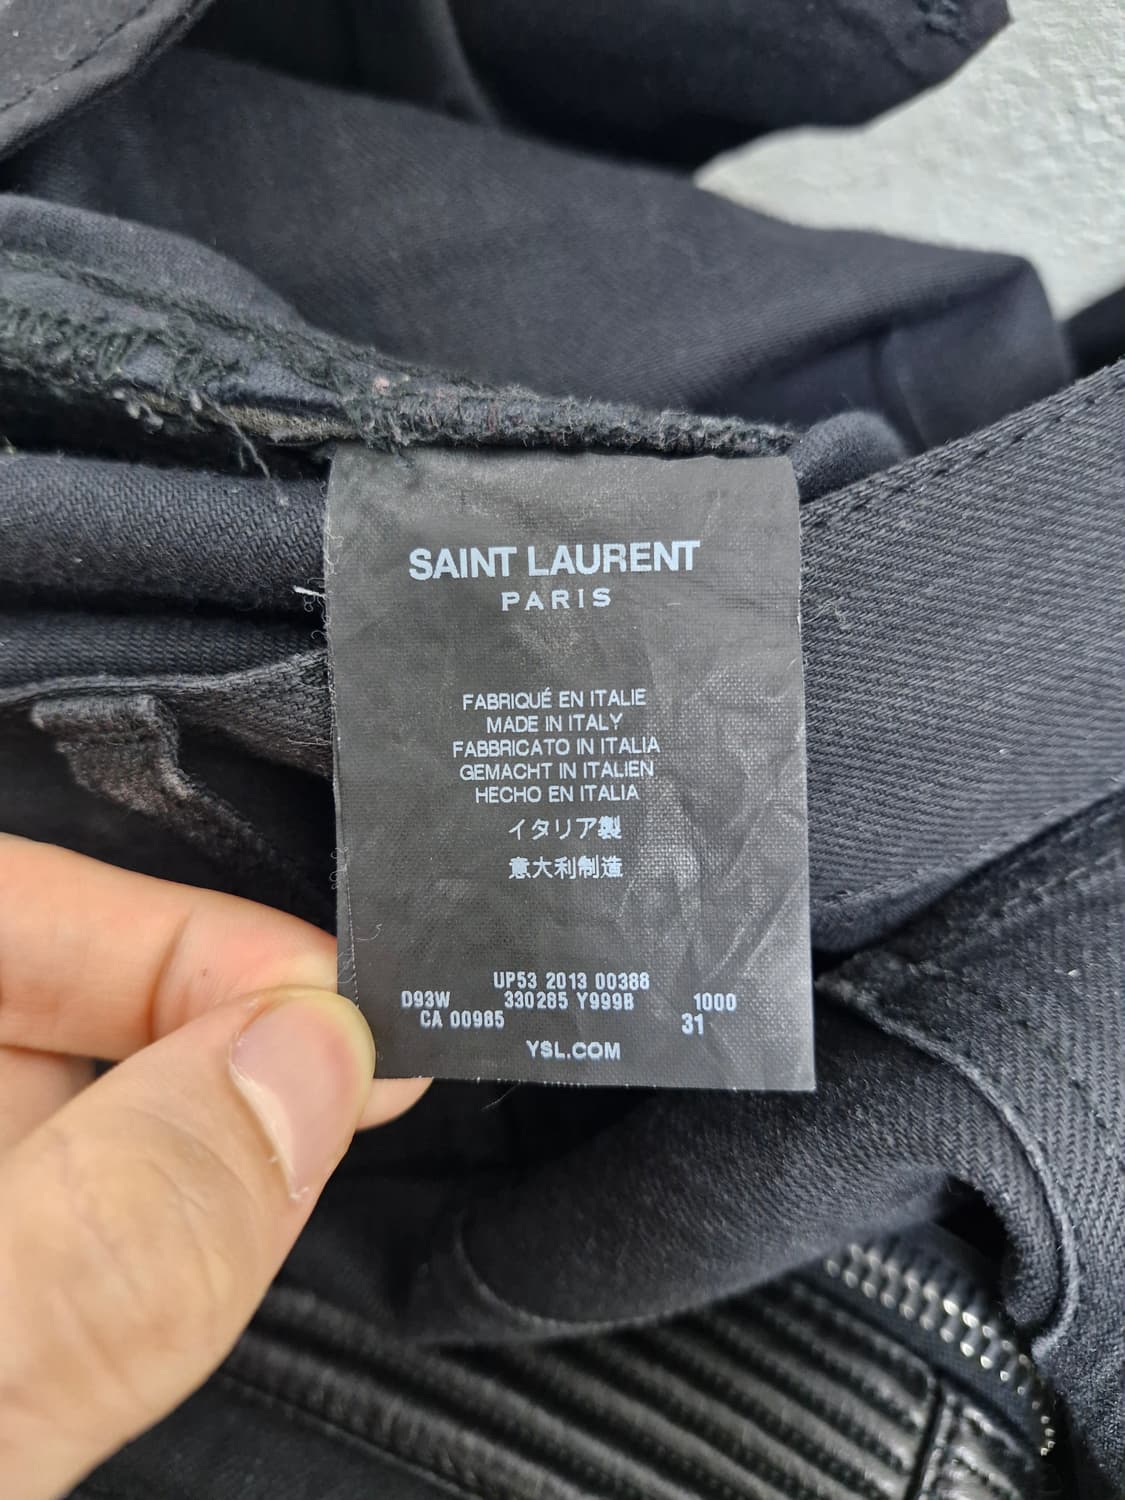 SAINT LAURENT
PARIS
FABRIQUÉ EN ITALIE
MADE IN ITALY
FABBRICATO IN ITALIA
GEMACHT IN ITALIEN
HECHO EN ITALIA
イタリア製
意大利制造
UP53 2013 00388
D93W 330285 Y999B 1000
CA 00985 31
YSL.COM